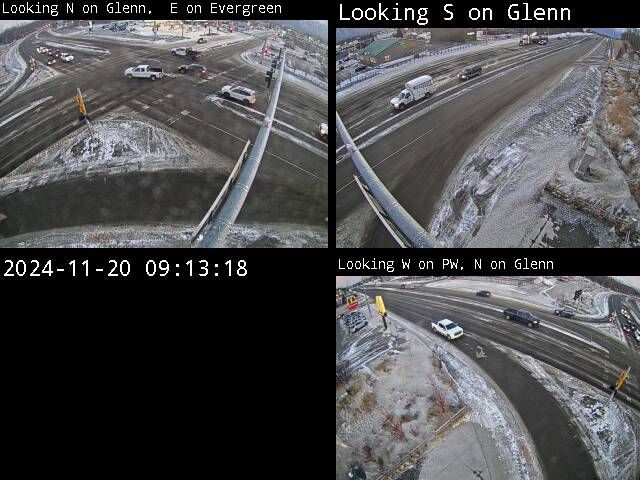 Looking N on Glenn, E on Evergreen
Looking S on Glenn
2024-11-20 09:13:18
Looking W on PW, N on Glenn